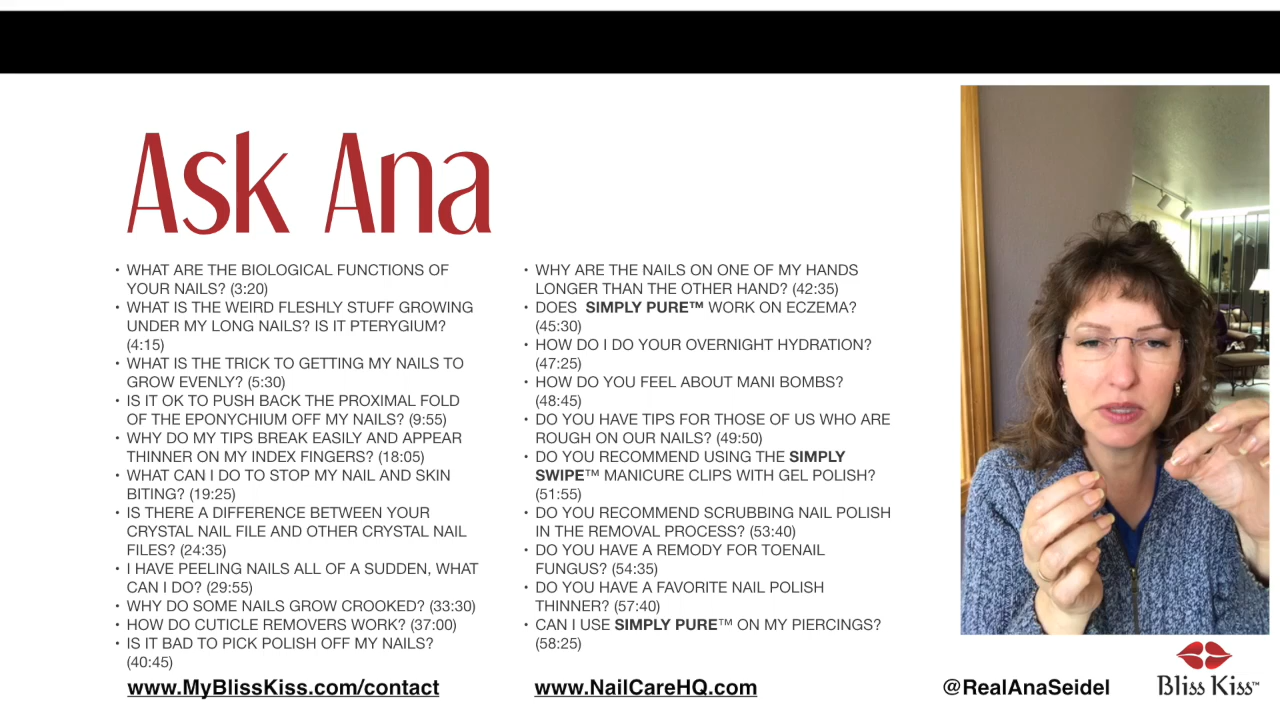 Ask Ana
• WHAT ARE THE BIOLOGICAL FUNCTIONS OF
YOUR NAILS? (3:20)
• WHAT IS THE WEIRD FLESHLY STUFF GROWING
UNDER MY LONG NAILS? IS IT PTERYGIUM?
(4:15)
• WHAT IS THE TRICK TO GETTING MY NAILS TO
GROW EVENLY? (5:30)
• IS IT OK TO PUSH BACK THE PROXIMAL FOLD
OF THE EPONYCHIUM OFF MY NAILS? (9:55)
• WHY DO MY TIPS BREAK EASILY AND APPEAR
THINNER ON MY INDEX FINGERS? (18:05)
• WHAT CAN I DO TO STOP MY NAIL AND SKIN
BITING? (19:25)
• IS THERE A DIFFERENCE BETWEEN YOUR
CRYSTAL NAIL FILE AND OTHER CRYSTAL NAIL
FILES? (24:35)
• I HAVE PEELING NAILS ALL OF A SUDDEN, WHAT
CAN I DO? (29:55)
• WHY DO SOME NAILS GROW CROOKED? (33:30)
• HOW DO CUTICLE REMOVERS WORK? (37:00)
• IS IT BAD TO PICK POLISH OFF MY NAILS?
(40:45)
• WHY ARE THE NAILS ON ONE OF MY HANDS
LONGER THAN THE OTHER HAND? (42:35)
• DOES SIMPLY PURE™ WORK ON ECZEMA?
(45:30)
• HOW DO I DO YOUR OVERNIGHT HYDRATION?
(47:25)
• HOW DO YOU FEEL ABOUT MANI BOMBS?
(48:45)
• DO YOU HAVE TIPS FOR THOSE OF US WHO ARE
ROUGH ON OUR NAILS? (49:50)
• DO YOU RECOMMEND USING THE SIMPLY
SWIPE™ MANICURE CLIPS WITH GEL POLISH?
(51:55)
• DO YOU RECOMMEND SCRUBBING NAIL POLISH
IN THE REMOVAL PROCESS? (53:40)
• DO YOU HAVE A REMODY FOR TOENAIL
FUNGUS? (54:35)
• DO YOU HAVE A FAVORITE NAIL POLISH
THINNER? (57:40)
• CAN I USE SIMPLY PURE™ ON MY PIERCINGS?
(58:25)
www.MyBlissKiss.com/contact
www.NailCareHQ.com
@RealAnaSeidel
Bliss Kiss™